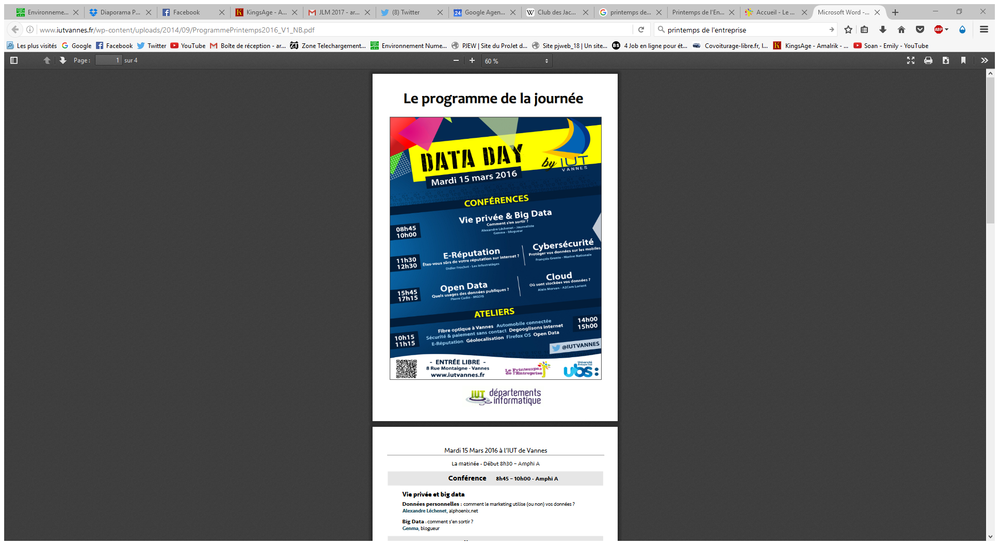 Environneme...
Diaporama P...
Facebook
KingsAge - A...
JLM 2017 - ar...
(8) Twitter
24 Google Agen...
W Club des Jac...
printemps de...
Printemps de l'En...
Accueil - Le ...
Microsoft Word -...
www.iutvannes.fr/wp-content/uploads/2014/09/ProgrammePrintemps2016_V1_NB.pdf
printemps de l'entreprise
ABP
Les plus visités
Google
Facebook
Twitter
YouTube
Boîte de réception - ar...
Zone Telechargement...
Environnement Nume...
PJEW | Site du ProJet d...
Site pjweb_18 | Un site...
BS 4 Job en ligne pour ét...
Covoiturage-libre.fr, l...
KingsAge - Amalrik - ...
Soan - Emily - YouTube
Page : 1 sur 4
60 %
Le programme de la journée
DATA DAY
by IUT
VANNES
Mardi 15 mars 2016
CONFÉRENCES
08h45
10h00
Vie privée & Big Data
Comment s'en sortir ?
Alexandre Léchenet - Journaliste
Genma - blogueur
11h30
12h30
E-Réputation
Êtes-vous sûrs de votre réputation sur internet ?
Didier Frochot - Les Infostratèges
Cybersécurité
Protéger vos données sur les mobiles
François Grente - Marine Nationale
15h45
17h15
Open Data
Quels usages des données publiques ?
Pierre Cadio - MGDIS
Cloud
Où sont stockées vos données ?
Alain Morvan - A2Com Lorient
ATELIERS
10h15
11h15
Fibre optique à Vannes Automobile connectée
Sécurité & paiement sans contact Degooglisons internet
E-Réputation Géolocalisation Firefox OS Open Data
14h00
15h00
@IUTVANNES
- ENTRÉE LIBRE -
8 Rue Montaigne - Vannes
www.iutvannes.fr
Le Printemps
de l'Entreprise
Université
Bretagne Sud
ubs:
IUT départements
informatique
Mardi 15 Mars 2016 à l'IUT de Vannes
La matinée - Début 8h30 – Amphi A
Conférence 8h45 – 10h00 - Amphi A
Vie privée et big data
Données personnelles : comment le marketing utilise (ou non) vos données ?
Alexandre Léchenet, alphoenix.net
Big Data : comment s'en sortir ?
Genma, blogueur